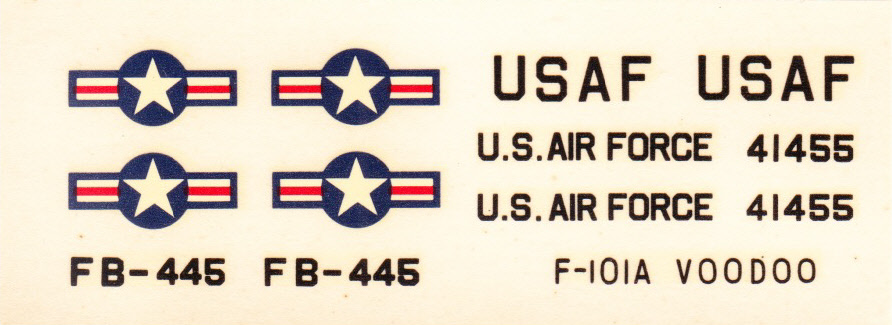 USAF USAF
U.S. AIR FORCE 41455
U.S. AIR FORCE 41455
FB-445 FB-445
F-101A VOODOO